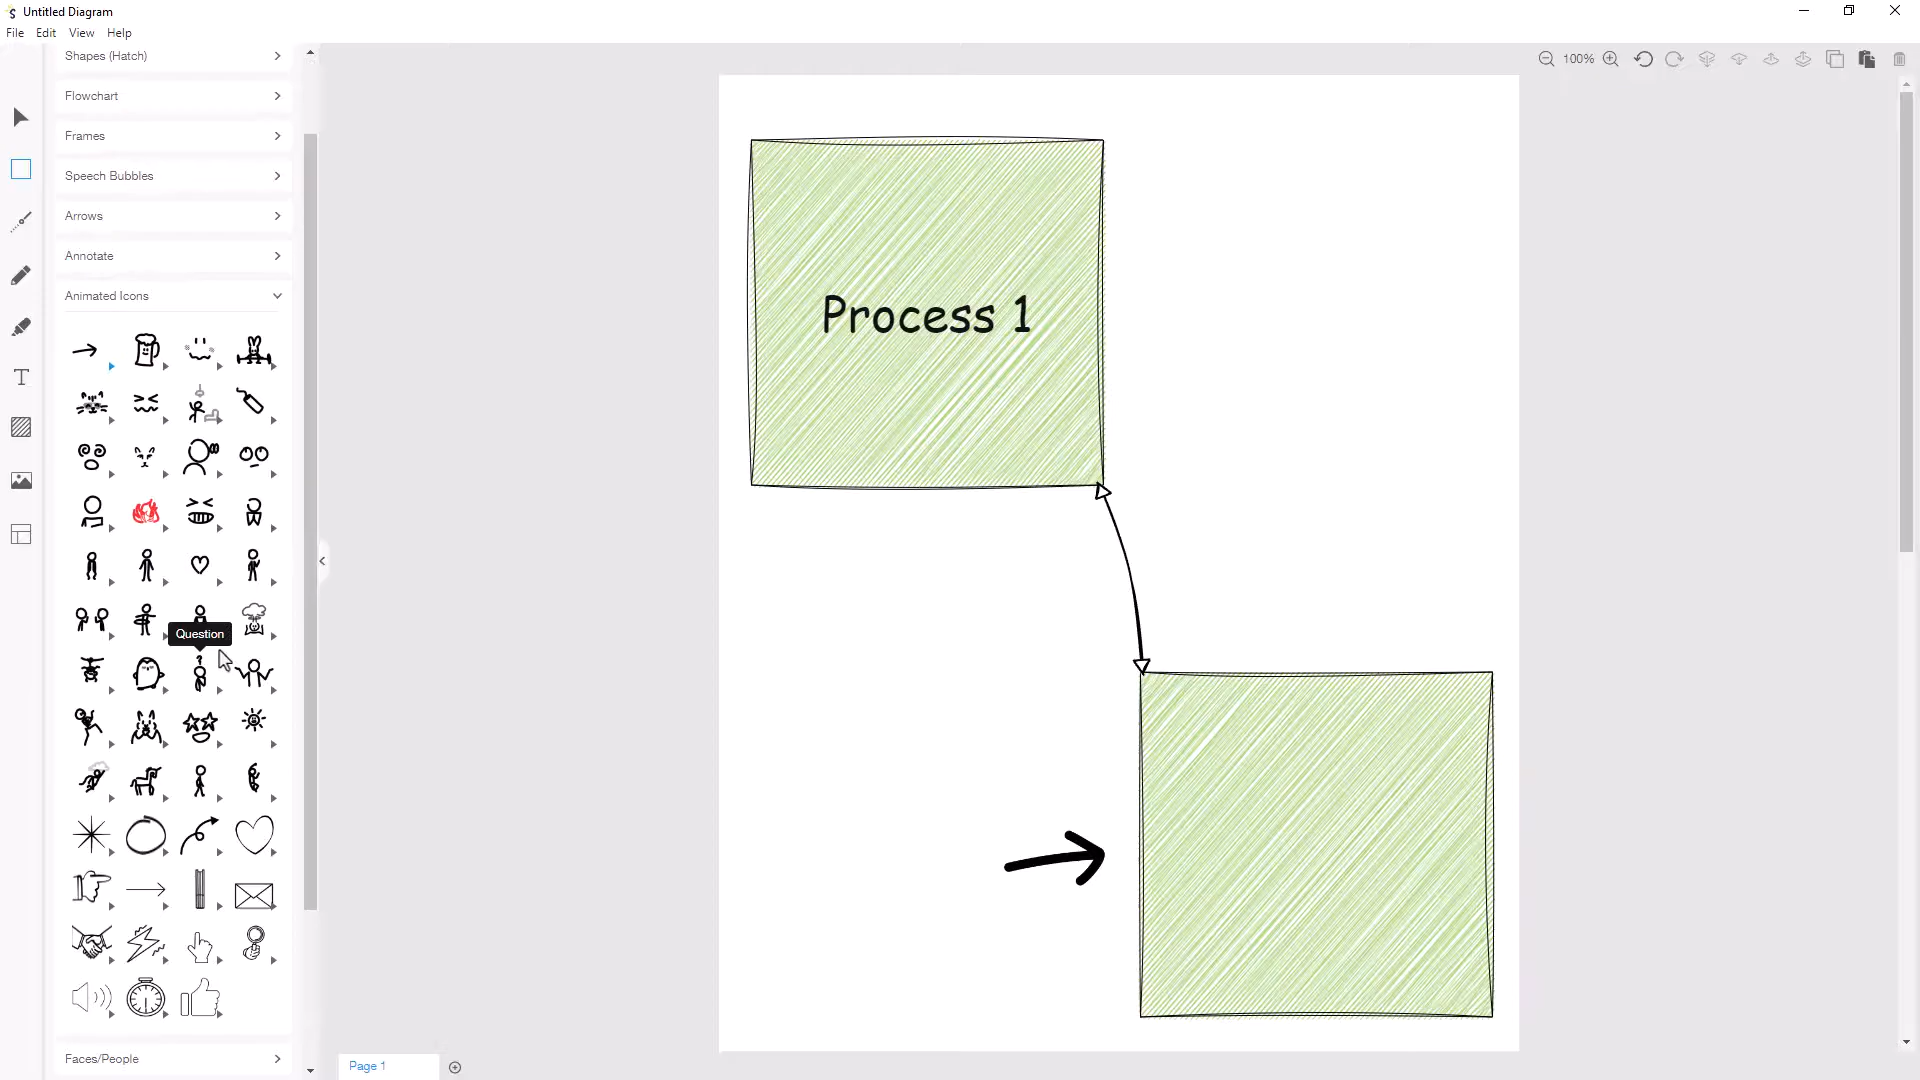 Untitled Diagram
File Edit View Help
100%
Shapes (Hatch)
Flowchart
Frames
Speech Bubbles
Arrows
Annotate
Animated Icons
Question
Faces/People
Process 1
Page 1